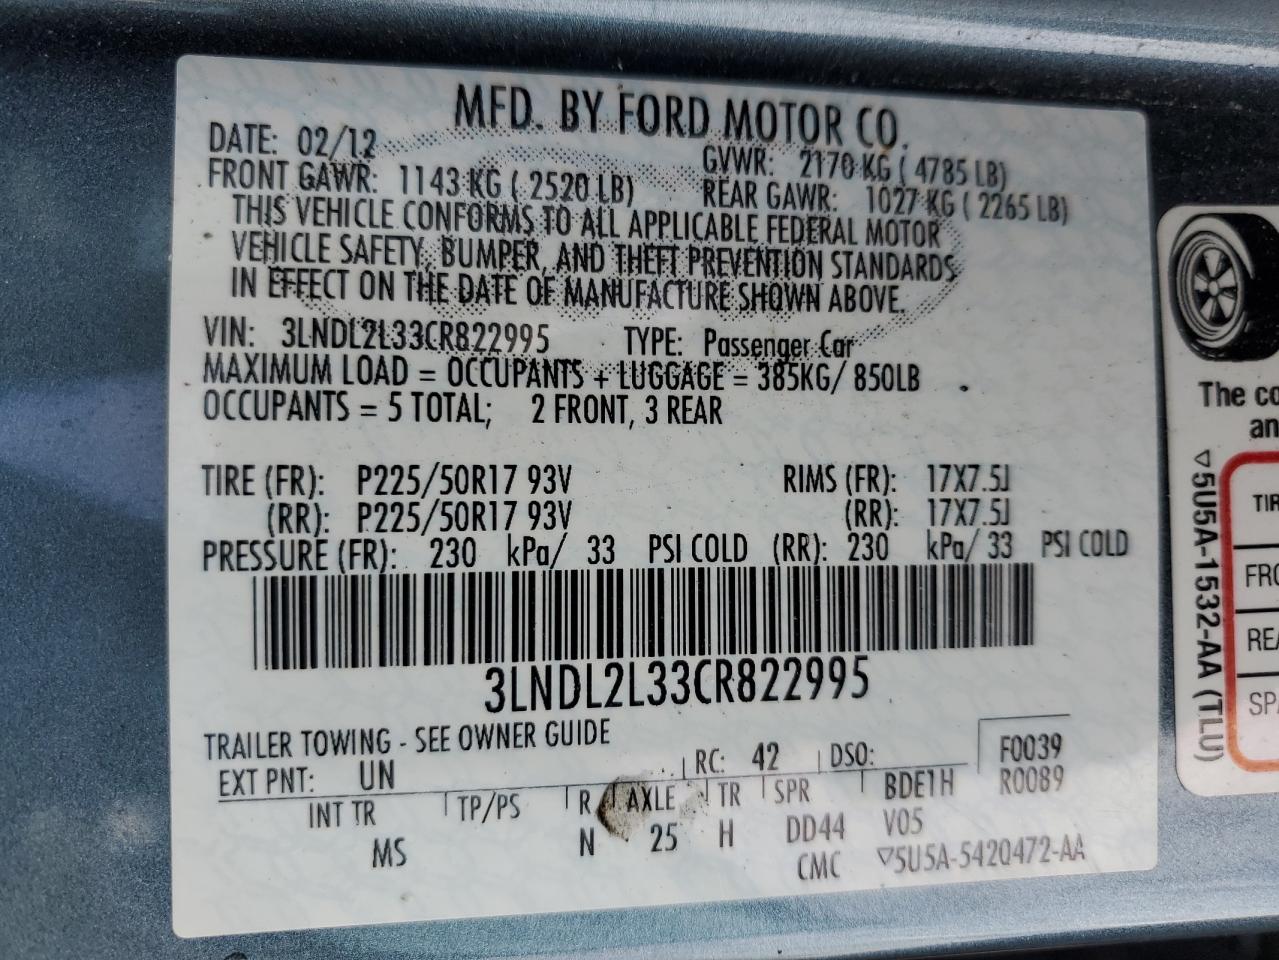 MFD. BY FORD MOTOR CO.
DATE: 02/12 GVWR: 2170 KG ( 4785 LB)
FRONT GAWR: 1143 KG ( 2520 LB) REAR GAWR: 1027 KG ( 2265 LB)
THIS VEHICLE CONFORMS TO ALL APPLICABLE FEDERAL MOTOR
VEHICLE SAFETY, BUMPER, AND THEFT PREVENTION STANDARDS
IN EFFECT ON THE DATE OF MANUFACTURE SHOWN ABOVE.
VIN: 3LNDL2L33CR822995 TYPE: Passenger Car
MAXIMUM LOAD = OCCUPANTS + LUGGAGE = 385KG/ 850LB
OCCUPANTS = 5 TOTAL; 2 FRONT, 3 REAR
TIRE (FR): P225/50R17 93V RIMS (FR): 17X7.5J
(RR): P225/50R17 93V (RR): 17X7.5J
PRESSURE (FR): 230 kPa/ 33 PSI COLD (RR): 230 kPa/ 33 PSI COLD
3LNDL2L33CR822995
TRAILER TOWING - SEE OWNER GUIDE
EXT PNT: UN RC: 42 DSO: F0039
INT TR TP/PS R AXLE TR SPR BDE1H R0089
MS N 25 H DD44 V05
CMC ▽5U5A-5420472-AA
The co
an
▽5U5A-1532-AA (TLU)
TIR
FRO
REA
SPA